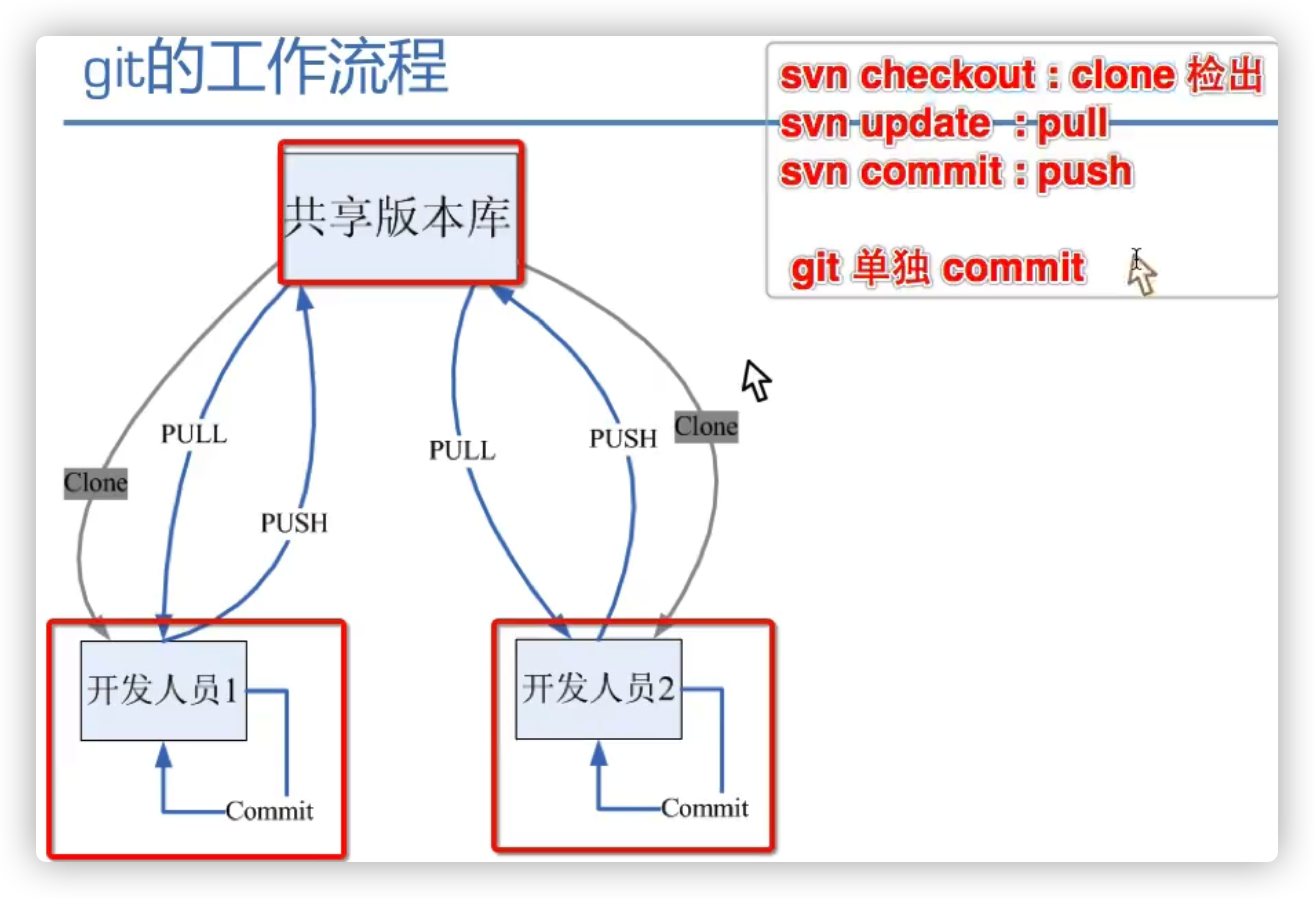 git的工作流程
svn checkout : clone 检出
svn update : pull
svn commit : push
git 单独 commit
共享版本库
PULL
PUSH
Clone
PULL
Clone
PUSH
开发人员1
开发人员2
Commit
Commit